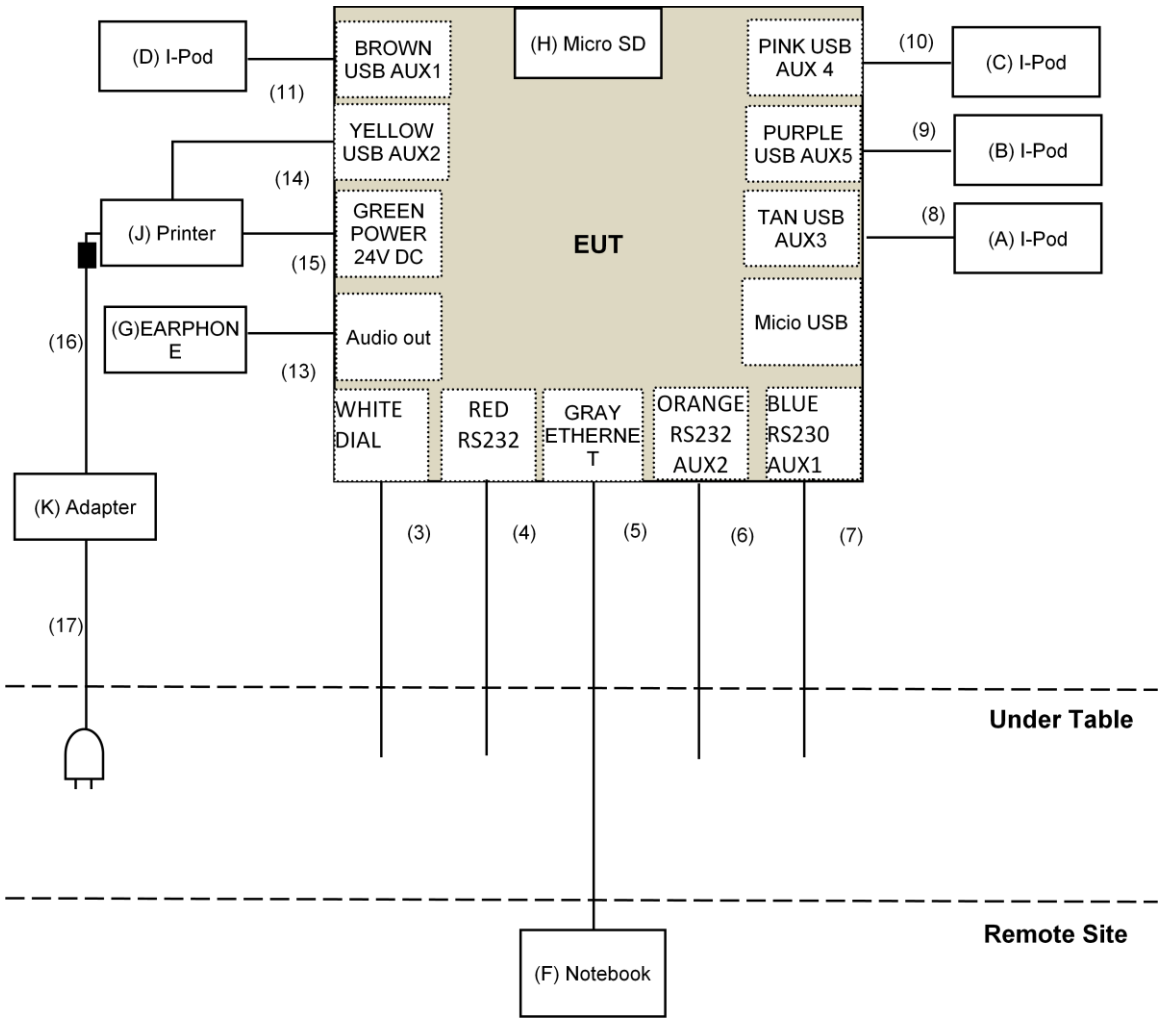 (D) I-Pod
(11)
BROWN
USB AUX1
(H) Micro SD
PINK USB
AUX 4
(10)
(C) I-Pod
YELLOW
USB AUX2
(14)
PURPLE
USB AUX5
(9)
(B) I-Pod
(J) Printer
(15)
GREEN
POWER
24V DC
EUT
TAN USB
AUX3
(8)
(A) I-Pod
(16)
(G)EARPHON
E
(13)
Audio out
Micio USB
WHITE
DIAL
RED
RS232
GRAY
ETHERNE
T
ORANGE
RS232
AUX2
BLUE
RS230
AUX1
(K) Adapter
(3)
(4)
(5)
(6)
(7)
(17)
Under Table
Remote Site
(F) Notebook